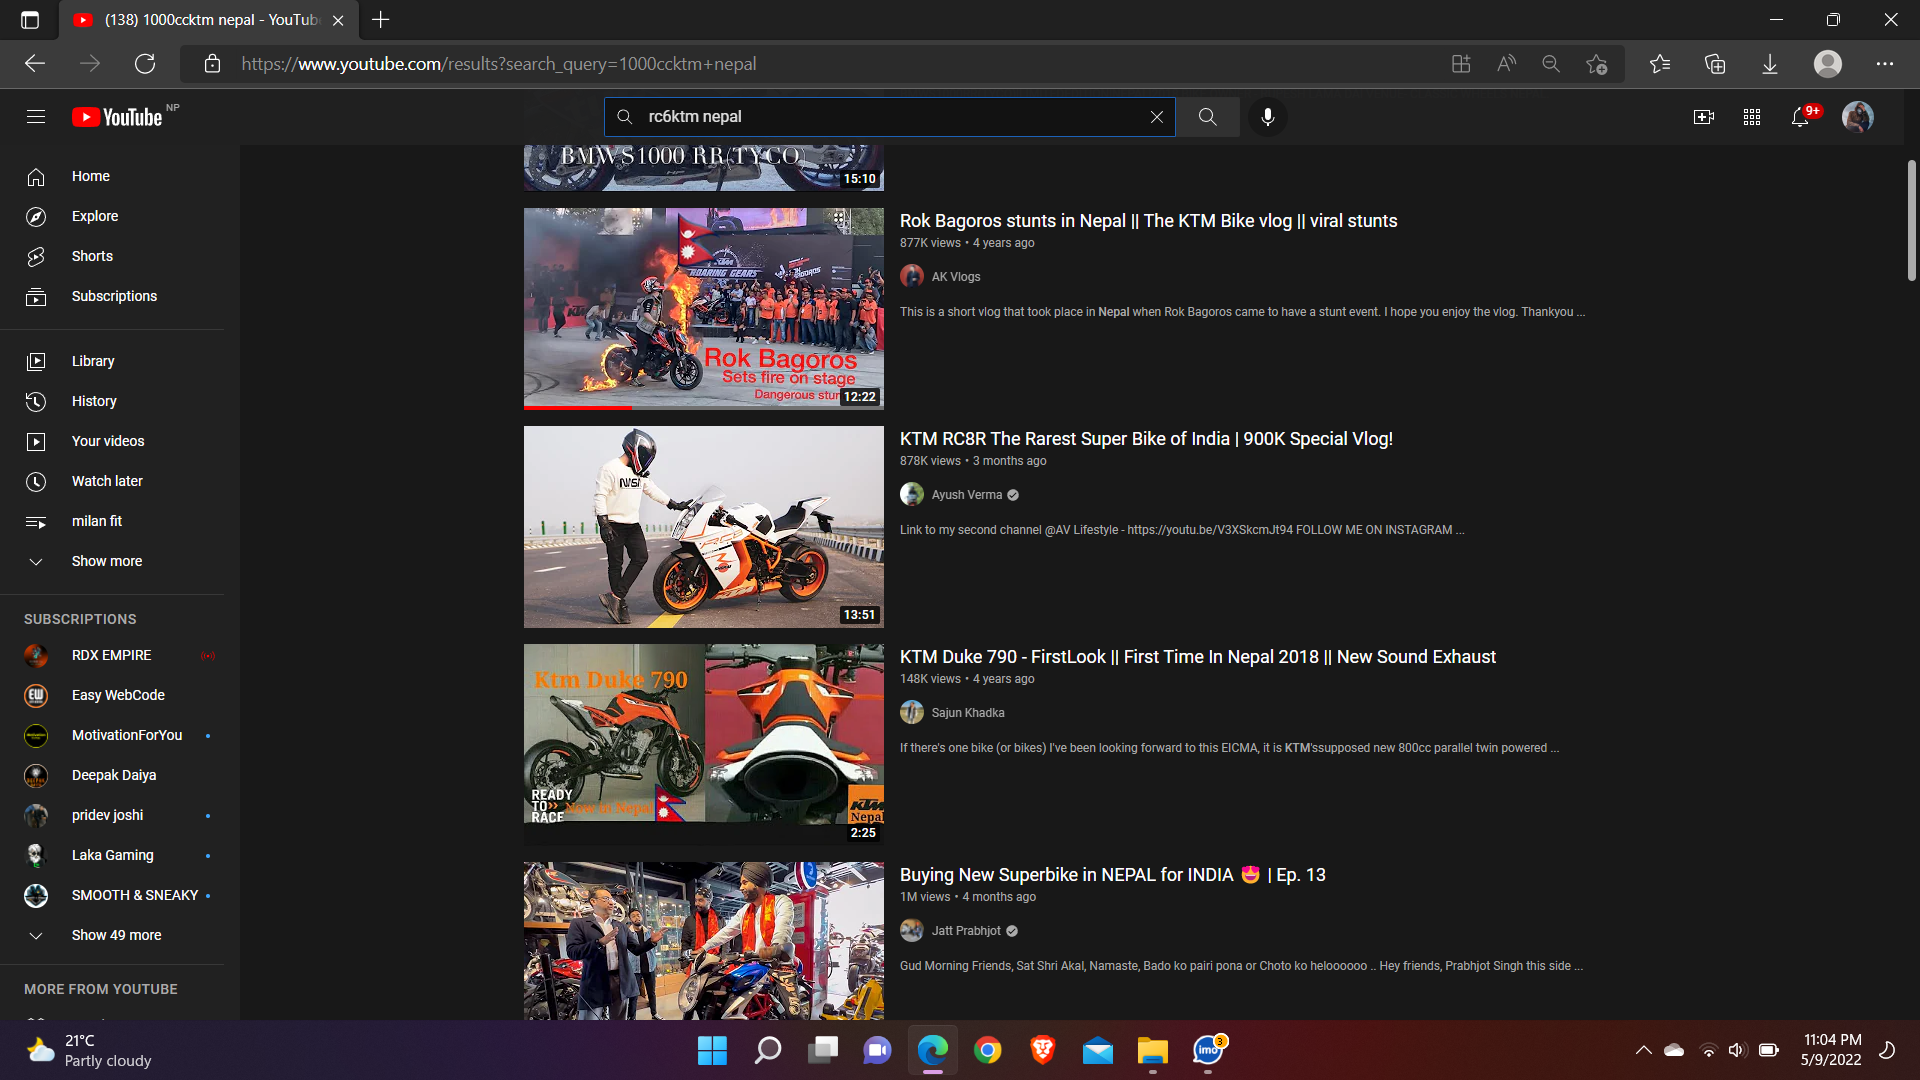 (138) 1000ccktm nepal - YouTub
https://www.youtube.com/results?search_query=1000ccktm+nepal
YouTube NP
rc6ktm nepal
9+
Home
Explore
Shorts
Subscriptions
Library
History
Your videos
Watch later
milan fit
Show more
SUBSCRIPTIONS
RDX EMPIRE
Easy WebCode
MotivationForYou
Deepak Daiya
pridev joshi
Laka Gaming
SMOOTH & SNEAKY
Show 49 more
MORE FROM YOUTUBE
BMW S1000 RR(TYCO)
15:10
ROARING GEARS
Rok Bagoros
Sets fire on stage
Dangerous stun
12:22
Rok Bagoros stunts in Nepal || The KTM Bike vlog || viral stunts
877K views • 4 years ago
AK Vlogs
This is a short vlog that took place in Nepal when Rok Bagoros came to have a stunt event. I hope you enjoy the vlog. Thankyou ...
13:51
KTM RC8R The Rarest Super Bike of India | 900K Special Vlog!
878K views • 3 months ago
Ayush Verma
Link to my second channel @AV Lifestyle - https://youtu.be/V3XSkcmJt94 FOLLOW ME ON INSTAGRAM ...
Ktm Duke 790
READY
TO»
RACE
Now in Nepal
KTM
Nepal
2:25
KTM Duke 790 - FirstLook || First Time In Nepal 2018 || New Sound Exhaust
148K views • 4 years ago
Sajun Khadka
If there's one bike (or bikes) I've been looking forward to this EICMA, it is KTM'ssupposed new 800cc parallel twin powered ...
Buying New Superbike in NEPAL for INDIA 😍 | Ep. 13
1M views • 4 months ago
Jatt Prabhjot
Gud Morning Friends, Sat Shri Akal, Namaste, Bado ko pairi pona or Choto ko heloooooo .. Hey friends, Prabhjot Singh this side ...
21°C
Partly cloudy
imo
3
11:04 PM
5/9/2022